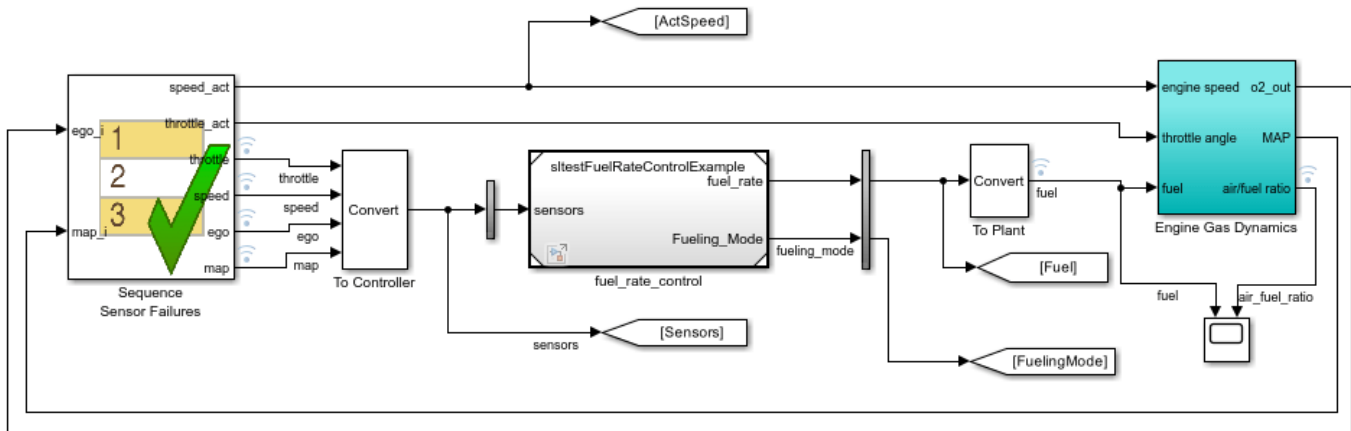 [ActSpeed]
speed_act
throttle_act
throttle
speed
ego
map
ego_i
map_i
1
2
3
Sequence
Sensor Failures
throttle
speed
ego
map
Convert
To Controller
sltestFuelRateControlExample
fuel_rate
sensors
Fueling_Mode
fuel_rate_control
fueling_mode
sensors
[Sensors]
Convert
To Plant
fuel
[Fuel]
[FuelingMode]
engine speed
o2_out
throttle angle
MAP
fuel
air/fuel ratio
Engine Gas Dynamics
fuel
air_fuel_ratio